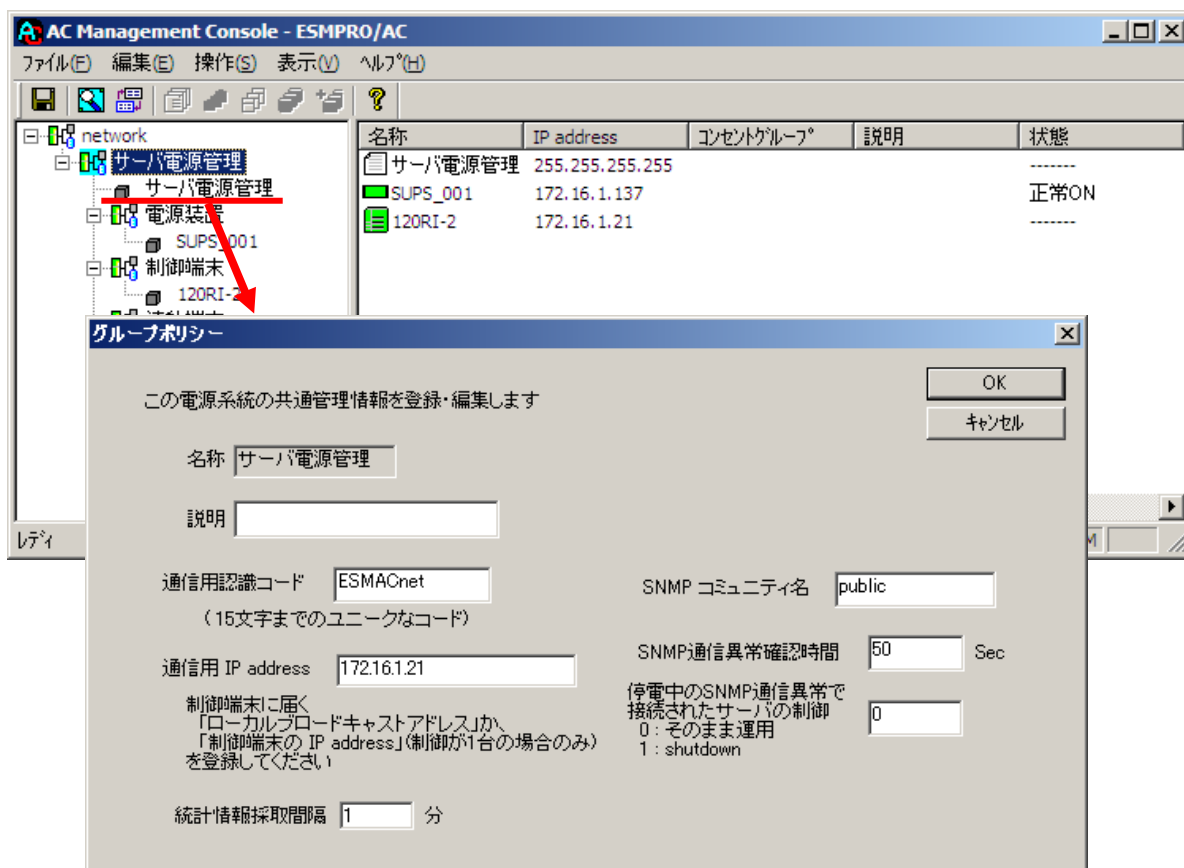 AC Management Console - ESMPRO/AC
ファイル(F) 編集(E) 操作(S) 表示(V) ヘルプ(H)
network
サーバ電源管理
サーバ電源管理
電源装置
SUPS_001
制御端末
120RI-2
名称 IP address コンセントグループ 説明 状態
サーバ電源管理 255.255.255.255 -------
SUPS_001 172.16.1.137 正常ON
120RI-2 172.16.1.21 -------
レディ
グループポリシー
OK
キャンセル
この電源系統の共通管理情報を登録・編集します
名称 サーバ電源管理
説明
通信用認識コード ESMACnet
(15文字までのユニークなコード)
通信用 IP address 172.16.1.21
制御端末に届く
「ローカルブロードキャストアドレス」か、
「制御端末の IP address」(制御が1台の場合のみ)
を登録してください
統計情報採取間隔 1 分
SNMP コミュニティ名 public
SNMP通信異常確認時間 50 Sec
停電中のSNMP通信異常で
接続されたサーバの制御 0
0 : そのまま運用
1 : shutdown